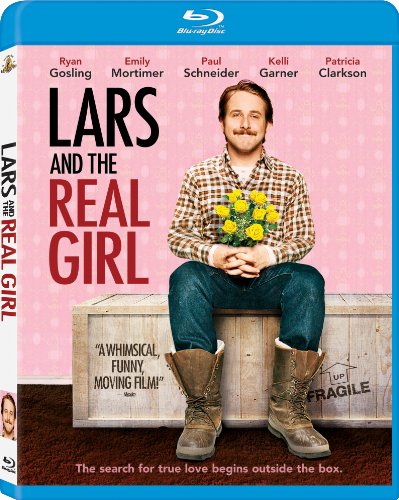 Blu-ray Disc
Ryan Gosling
Emily Mortimer
Paul Schneider
Kelli Garner
Patricia Clarkson
LARS
AND THE
REAL
GIRL
"A WHIMSICAL,
FUNNY,
MOVING FILM!"
UP
FRAGILE
The search for true love begins outside the box.
LARS AND THE REAL GIRL